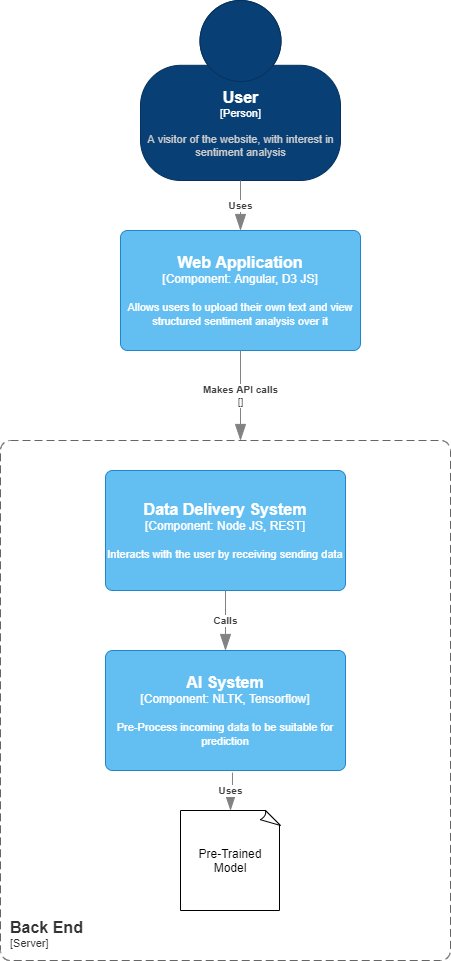 User
[Person]
A visitor of the website, with interest in
sentiment analysis
Uses
Web Application
[Component: Angular, D3 JS]
Allows users to upload their own text and view
structured sentiment analysis over it
Makes API calls
[]
Data Delivery System
[Component: Node JS, REST]
Interacts with the user by receiving sending data
Calls
AI System
[Component: NLTK, Tensorflow]
Pre-Process incoming data to be suitable for
prediction
Uses
Pre-Trained
Model
Back End
[Server]